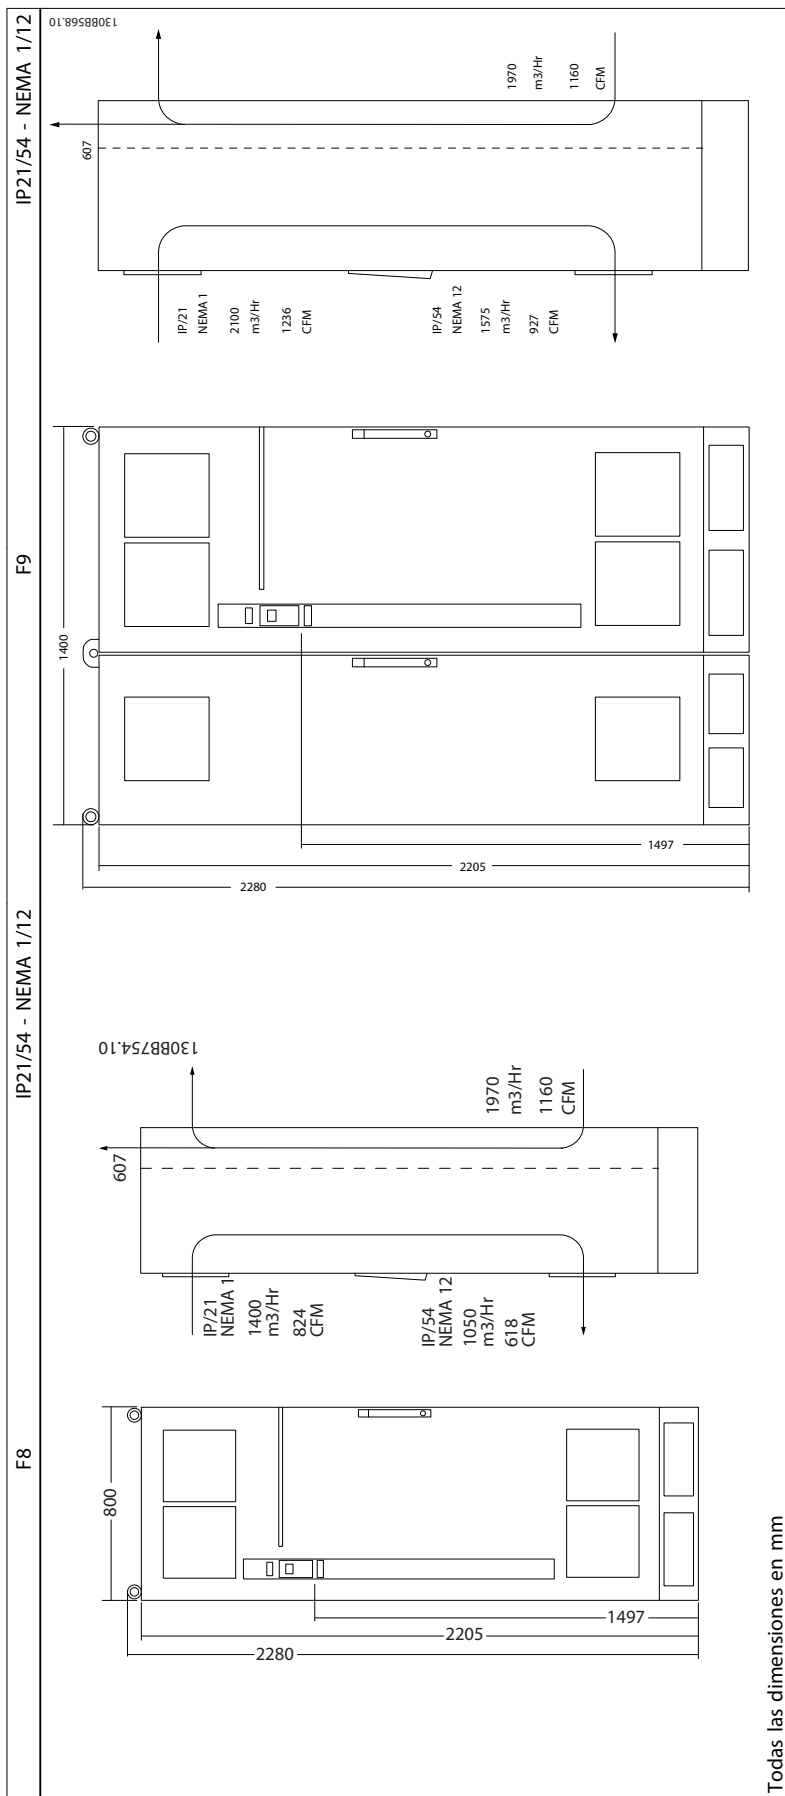 F8
IP21/54 - NEMA 1/12
F9
IP21/54 - NEMA 1/12
800
2280
2205
1497
IP/21
NEMA 1
1400
m3/Hr
824
CFM
IP/54
NEMA 12
1050
m3/Hr
618
CFM
607
1970
m3/Hr
1160
CFM
130BB754.10
1400
2280
2205
1497
IP/21
NEMA 1
2100
m3/Hr
1236
CFM
IP/54
NEMA 12
1575
m3/Hr
927
CFM
607
1970
m3/Hr
1160
CFM
130BB568.10
Todas las dimensiones en mm